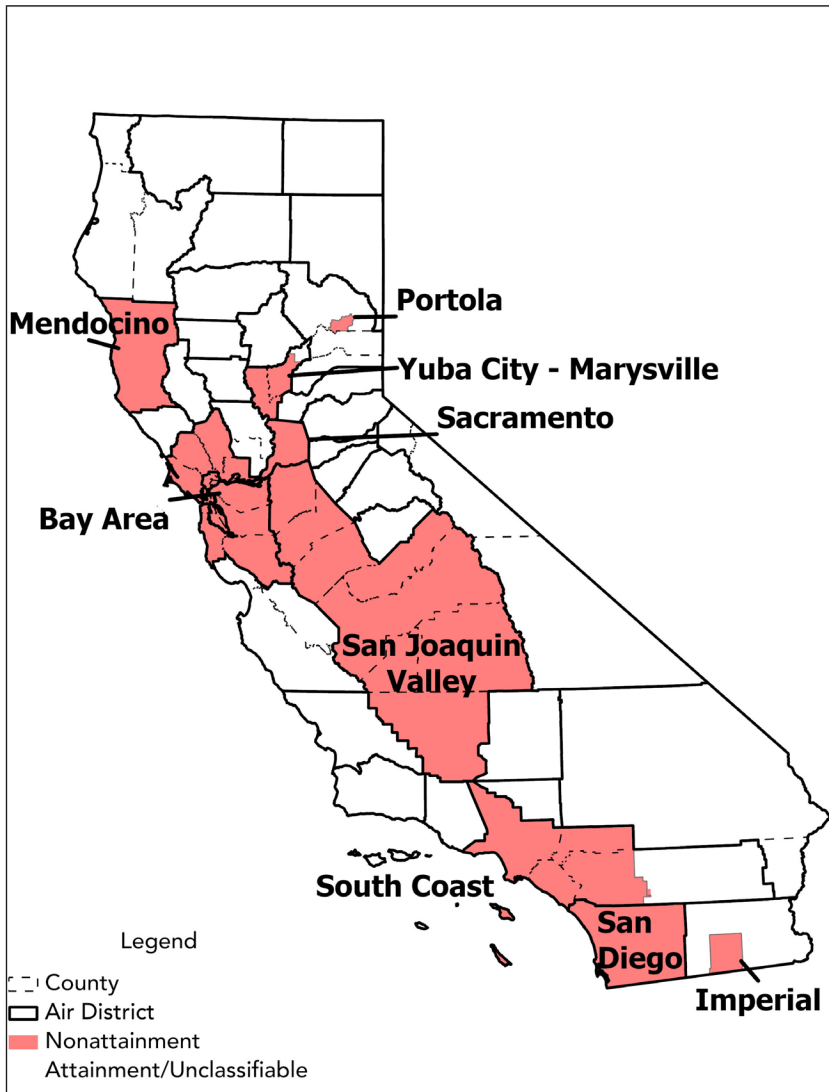 Portola
Mendocino
Yuba City - Marysville
Sacramento
Bay Area
San Joaquin
Valley
South Coast
San
Diego
Imperial
Legend
County
Air District
Nonattainment
Attainment/Unclassifiable